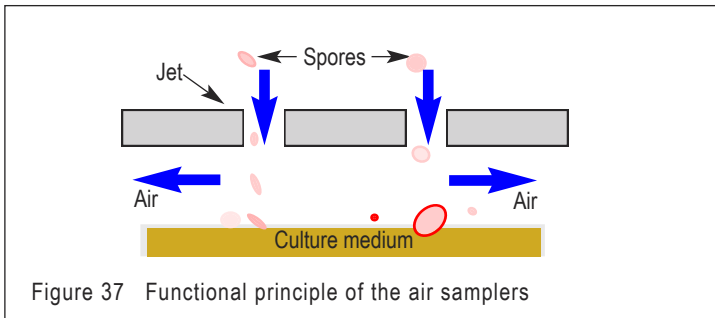 Spores
Jet
Air
Air
Culture medium
Figure 37 Functional principle of the air samplers